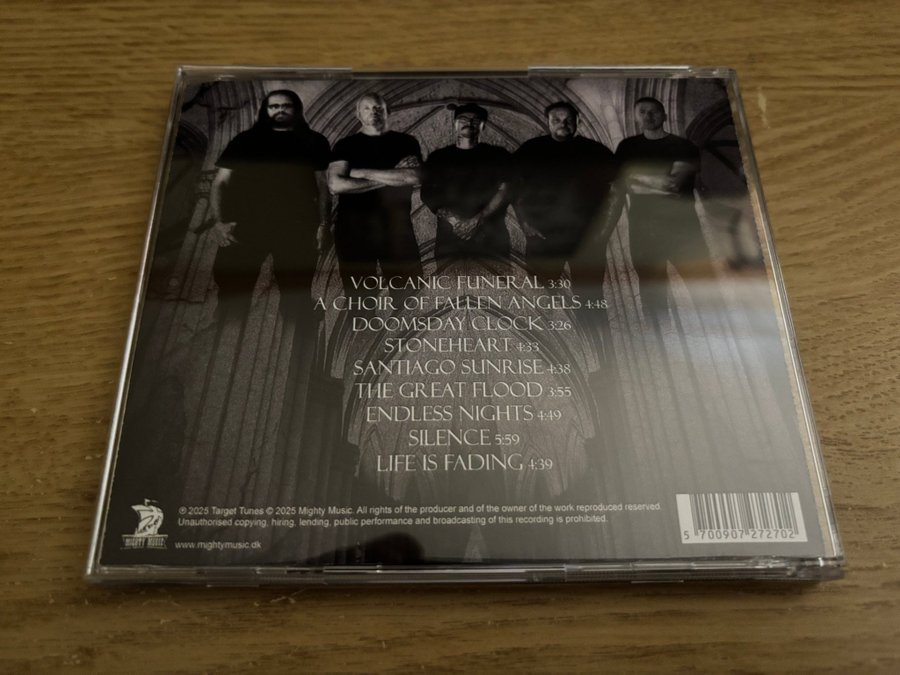 VOLCANIC FUNERAL 3:30
A CHOIR OF FALLEN ANGELS 4:48
DOOMSDAY CLOCK 3:26
STONEHEART 4:33
SANTIAGO SUNRISE 4:38
THE GREAT FLOOD 3:55
ENDLESS NIGHTS 4:49
SILENCE 5:59
LIFE IS FADING 4:39
℗ 2025 Target Tunes © 2025 Mighty Music. All rights of the producer and of the owner of the work reproduced reserved
Unauthorised copying, hiring, lending, public performance and broadcasting of this recording is prohibited.
MIGHTY MUSIC
www.mightymusic.dk
5 700907 272702